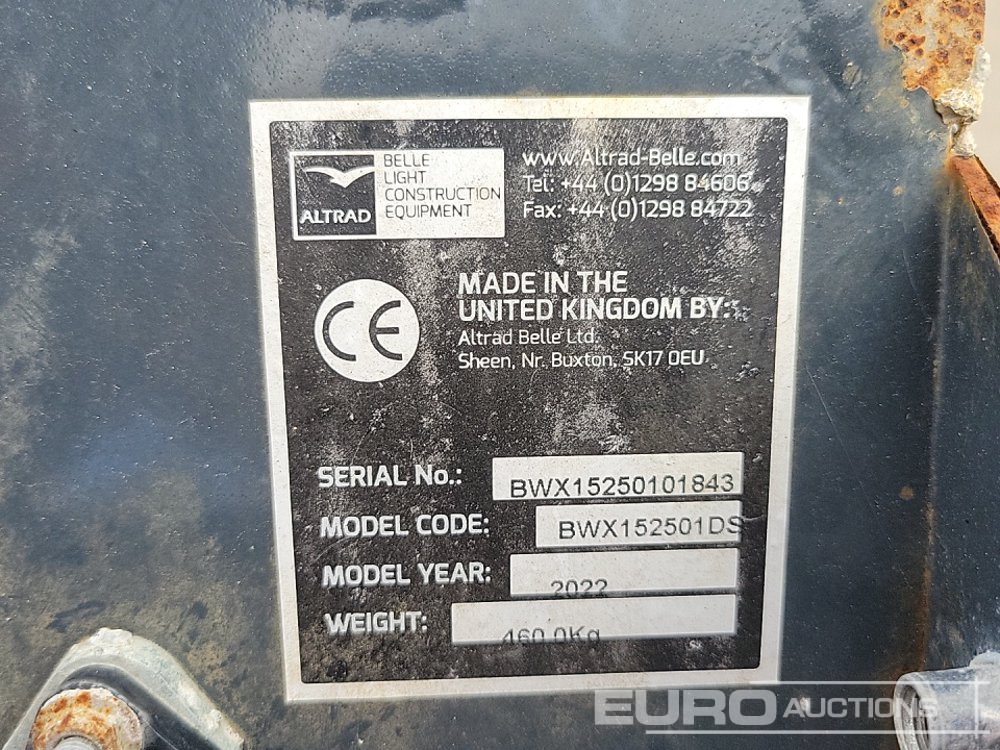 BELLE
LIGHT
CONSTRUCTION
EQUIPMENT
ALTRAD
www.Altrad-Belle.com
Tel: +44 (0)1298 84606
Fax: +44 (0)1298 84722
CE
MADE IN THE
UNITED KINGDOM BY:
Altrad Belle Ltd.
Sheen, Nr. Buxton, SK17 0EU.
SERIAL No.: BWX15250101843
MODEL CODE: BWX152501DS
MODEL YEAR: 2022
WEIGHT: 460.0Kg
EURO AUCTIONS